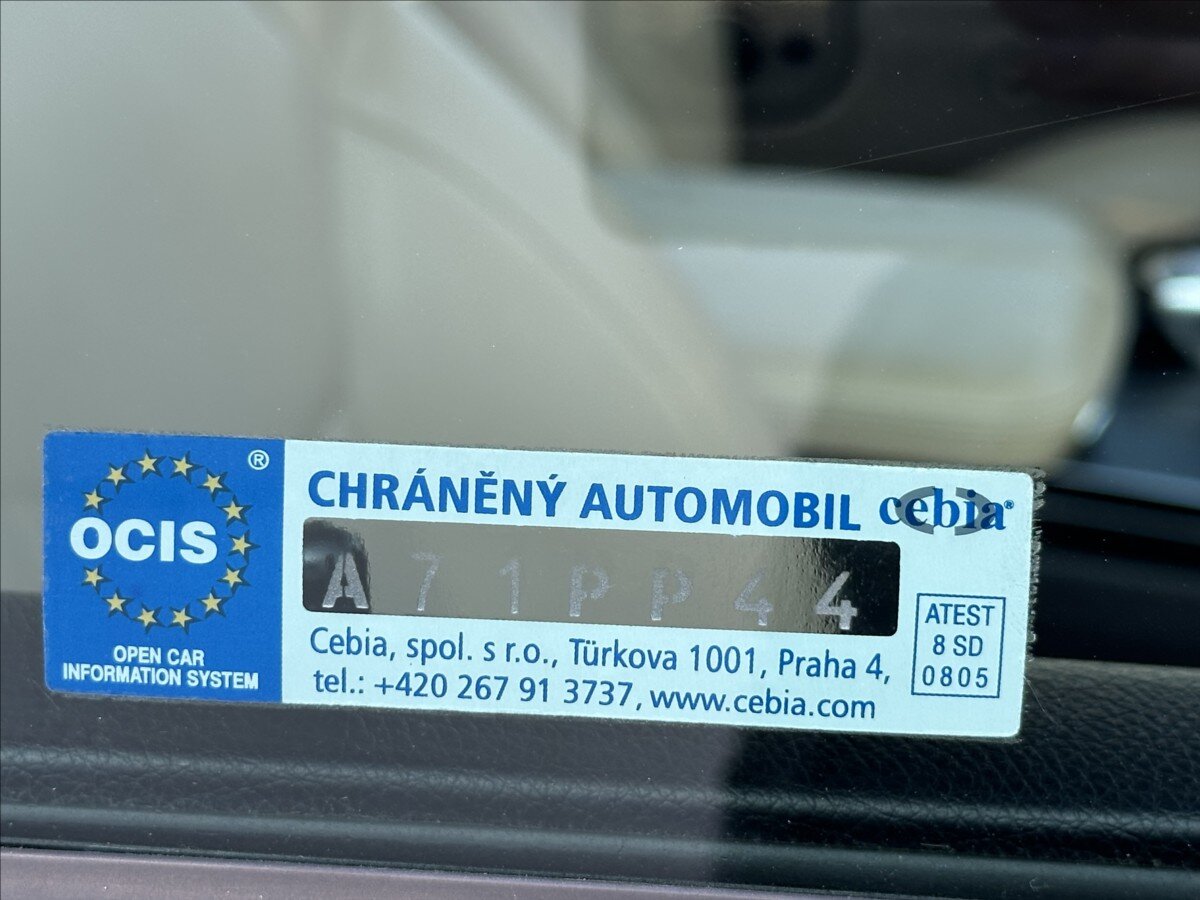 OCIS ®
OPEN CAR
INFORMATION SYSTEM
CHRÁNĚNÝ AUTOMOBIL cebia®
A71PP44
Cebia, spol. s r.o., Türkova 1001, Praha 4,
tel.: +420 267 91 3737, www.cebia.com
ATEST
8 SD
0805